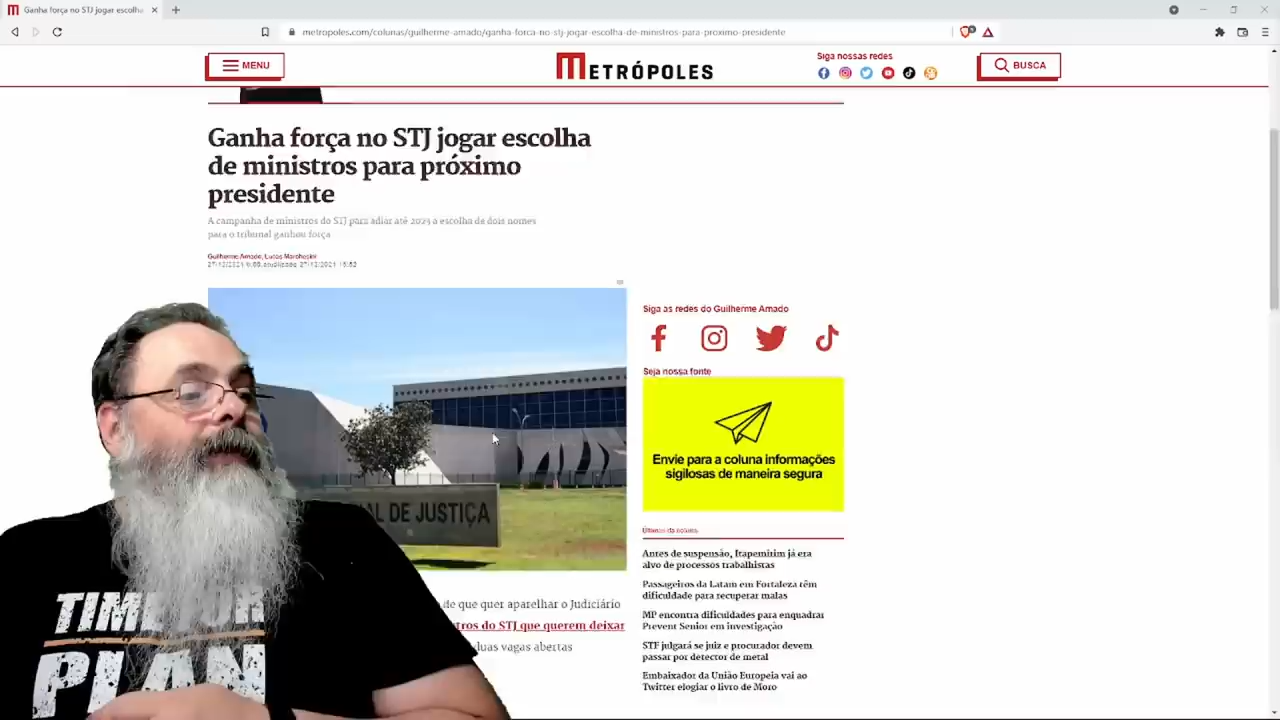 Ganha força no STJ jogar escolha
metropoles.com/colunas/guilherme-amado/ganha-forca-no-stj-jogar-escolha-de-ministros-para-proximo-presidente
MENU
METRÓPOLES
Siga nossas redes
BUSCA
Ganha força no STJ jogar escolha
de ministros para próximo
presidente
A campanha de ministros do STJ para adiar até 2023 a escolha de dois nomes
para o tribunal ganhou força
Guilherme Amado, Lucas Marchesini
Siga as redes do Guilherme Amado
Seja nossa fonte
Envie para a coluna informações
sigilosas de maneira segura
AL DE JUSTIÇA
Últimas da coluna
Antes de suspensão, Itapemirim já era
alvo de processos trabalhistas
Passageiros da Latam em Fortaleza têm
dificuldade para recuperar malas
MP encontra dificuldades para enquadrar
Prevent Senior em investigação
STF julgará se juiz e procurador devem
passar por detector de metal
Embaixador da União Europeia vai ao
Twitter elogiar o livro de Moro
de que quer aparelhar o Judiciário
tros do STJ que querem deixar
duas vagas abertas